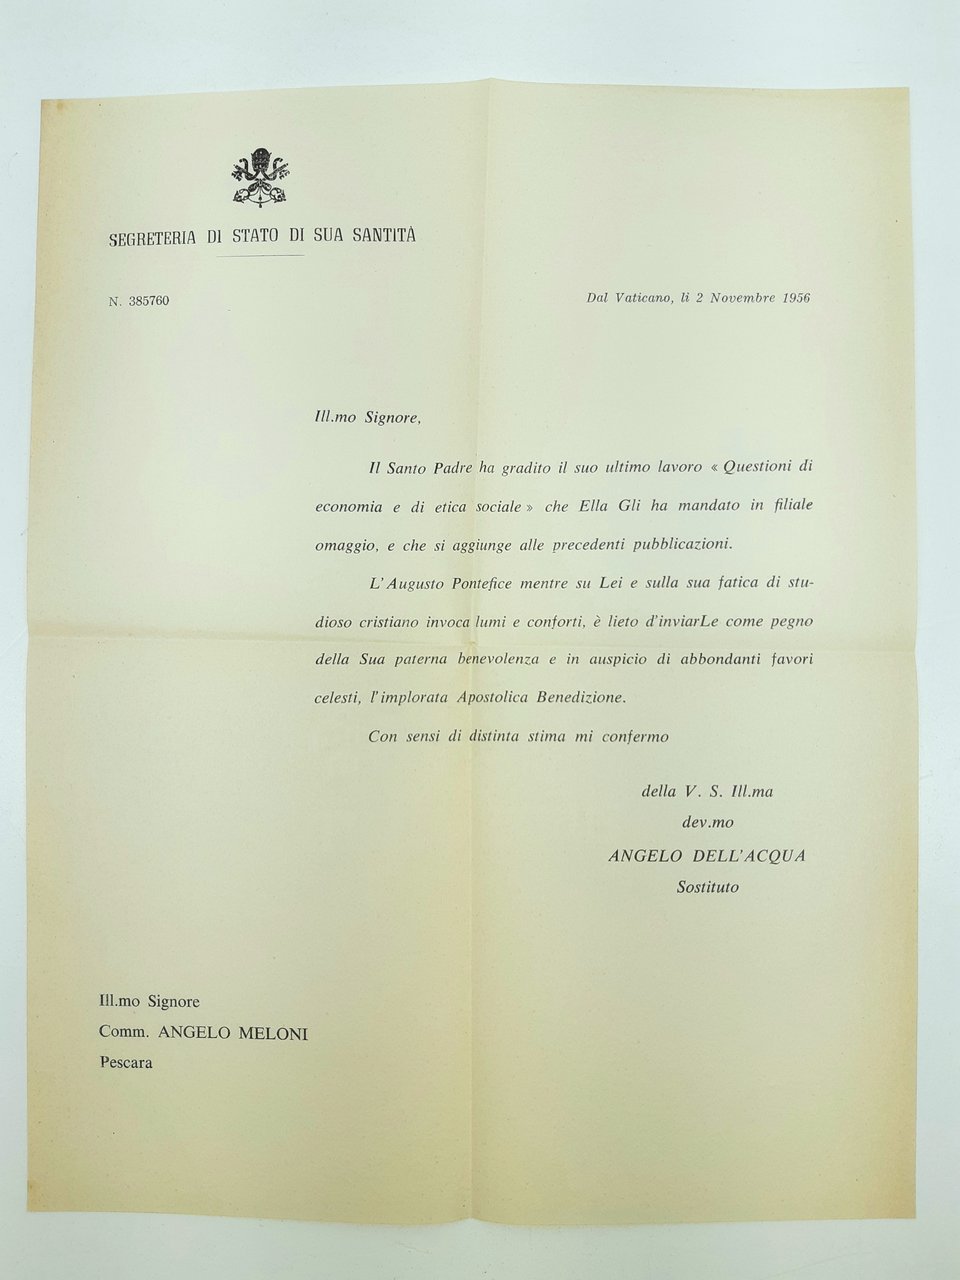 SEGRETERIA DI STATO DI SUA SANTITÀ
N. 385760
Dal Vaticano, li 2 Novembre 1956
Ill.mo Signore,
Il Santo Padre ha gradito il suo ultimo lavoro « Questioni di
economia e di etica sociale » che Ella Gli ha mandato in filiale
omaggio, e che si aggiunge alle precedenti pubblicazioni.
L'Augusto Pontefice mentre su Lei e sulla sua fatica di stu-
dioso cristiano invoca lumi e conforti, è lieto d'inviarLe come pegno
della Sua paterna benevolenza e in auspicio di abbondanti favori
celesti, l'implorata Apostolica Benedizione.
Con sensi di distinta stima mi confermo
della V. S. Ill.ma
dev.mo
ANGELO DELL'ACQUA
Sostituto
Ill.mo Signore
Comm. ANGELO MELONI
Pescara